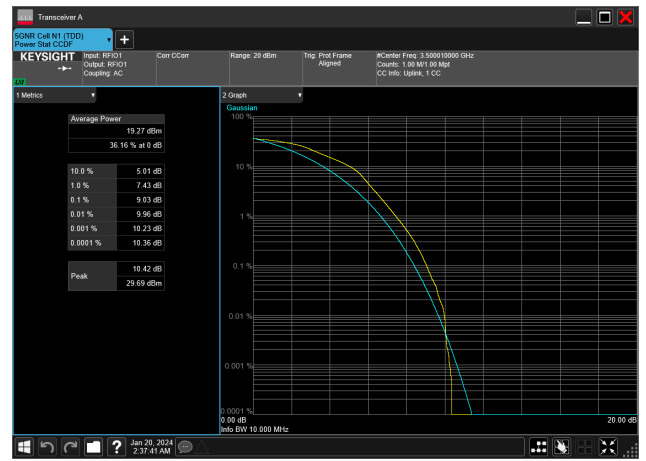 Transceiver A
5GNR Cell N1 (TDD)
Power Stat CCDF
KEYSIGHT
Input: RFIO1
Output: RFIO1
Coupling: AC
Corr CCorr
Range: 20 dBm
Trig: Prot Frame
Aligned
#Center Freq: 3.500010000 GHz
Counts: 1.00 M/1.00 Mpt
CC Info: Uplink, 1 CC
1 Metrics
Average Power
19.27 dBm
36.16 % at 0 dB
10.0 % 5.01 dB
1.0 % 7.43 dB
0.1 % 9.03 dB
0.01 % 9.96 dB
0.001 % 10.23 dB
0.0001 % 10.36 dB
Peak
10.42 dB
29.69 dBm
2 Graph
Gaussian
100 %
10 %
1 %
0.1 %
0.01 %
0.001 %
0.0001 %
0.00 dB 20.00 dB
Info BW 10.000 MHz
? Jan 20, 2024
2:37:41 AM